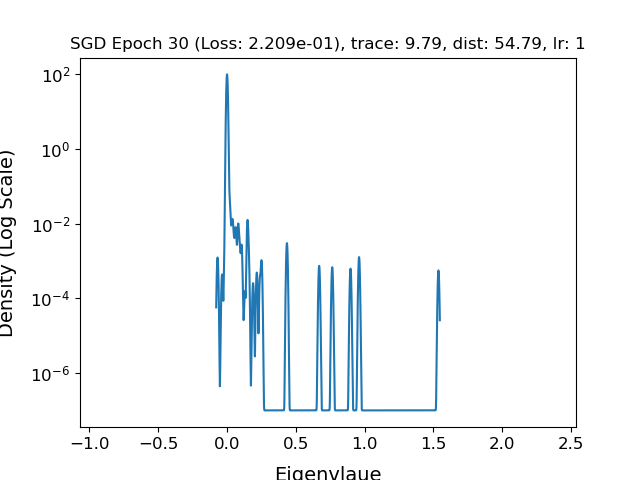 SGD Epoch 30 (Loss: 2.209e-01), trace: 9.79, dist: 54.79, lr: 1
Density (Log Scale)
10²
10⁰
10⁻²
10⁻⁴
10⁻⁶
−1.0 −0.5 0.0 0.5 1.0 1.5 2.0 2.5
Eigenvlaue